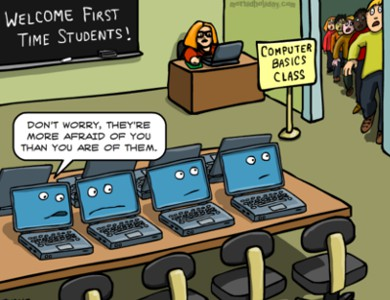 WELCOME FIRST
TIME STUDENTS!
COMPUTER
BASICS
CLASS
DON'T WORRY, THEY'RE
MORE AFRAID OF YOU
THAN YOU ARE OF THEM.